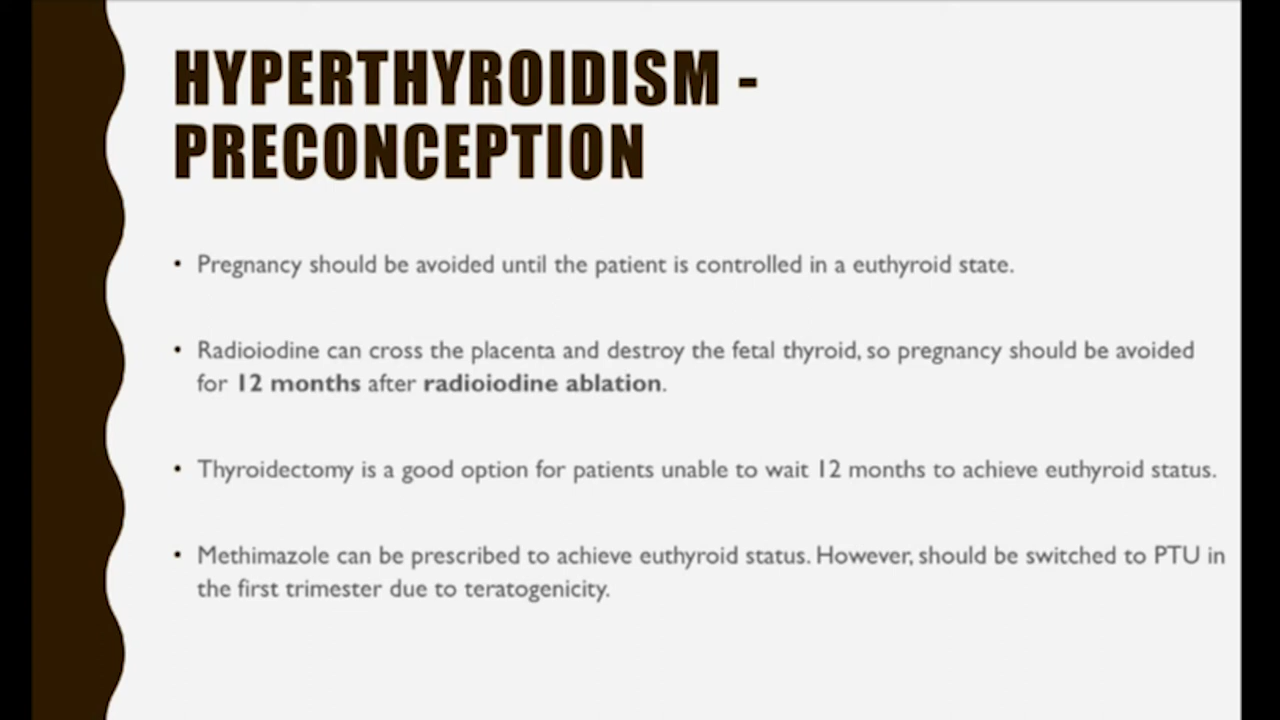 HYPERTHYROIDISM -
PRECONCEPTION
• Pregnancy should be avoided until the patient is controlled in a euthyroid state.
• Radioiodine can cross the placenta and destroy the fetal thyroid, so pregnancy should be avoided
for 12 months after radioiodine ablation.
• Thyroidectomy is a good option for patients unable to wait 12 months to achieve euthyroid status.
• Methimazole can be prescribed to achieve euthyroid status. However, should be switched to PTU in
the first trimester due to teratogenicity.